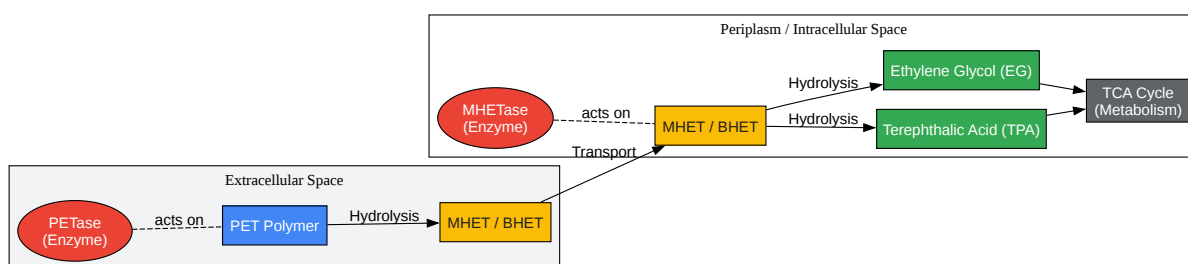 Periplasm / Intracellular Space
MHETase
(Enzyme)
acts on
MHET / BHET
Hydrolysis
Hydrolysis
Ethylene Glycol (EG)
Terephthalic Acid (TPA)
TCA Cycle
(Metabolism)
Transport
Extracellular Space
PETase
(Enzyme)
acts on
PET Polymer
Hydrolysis
MHET / BHET